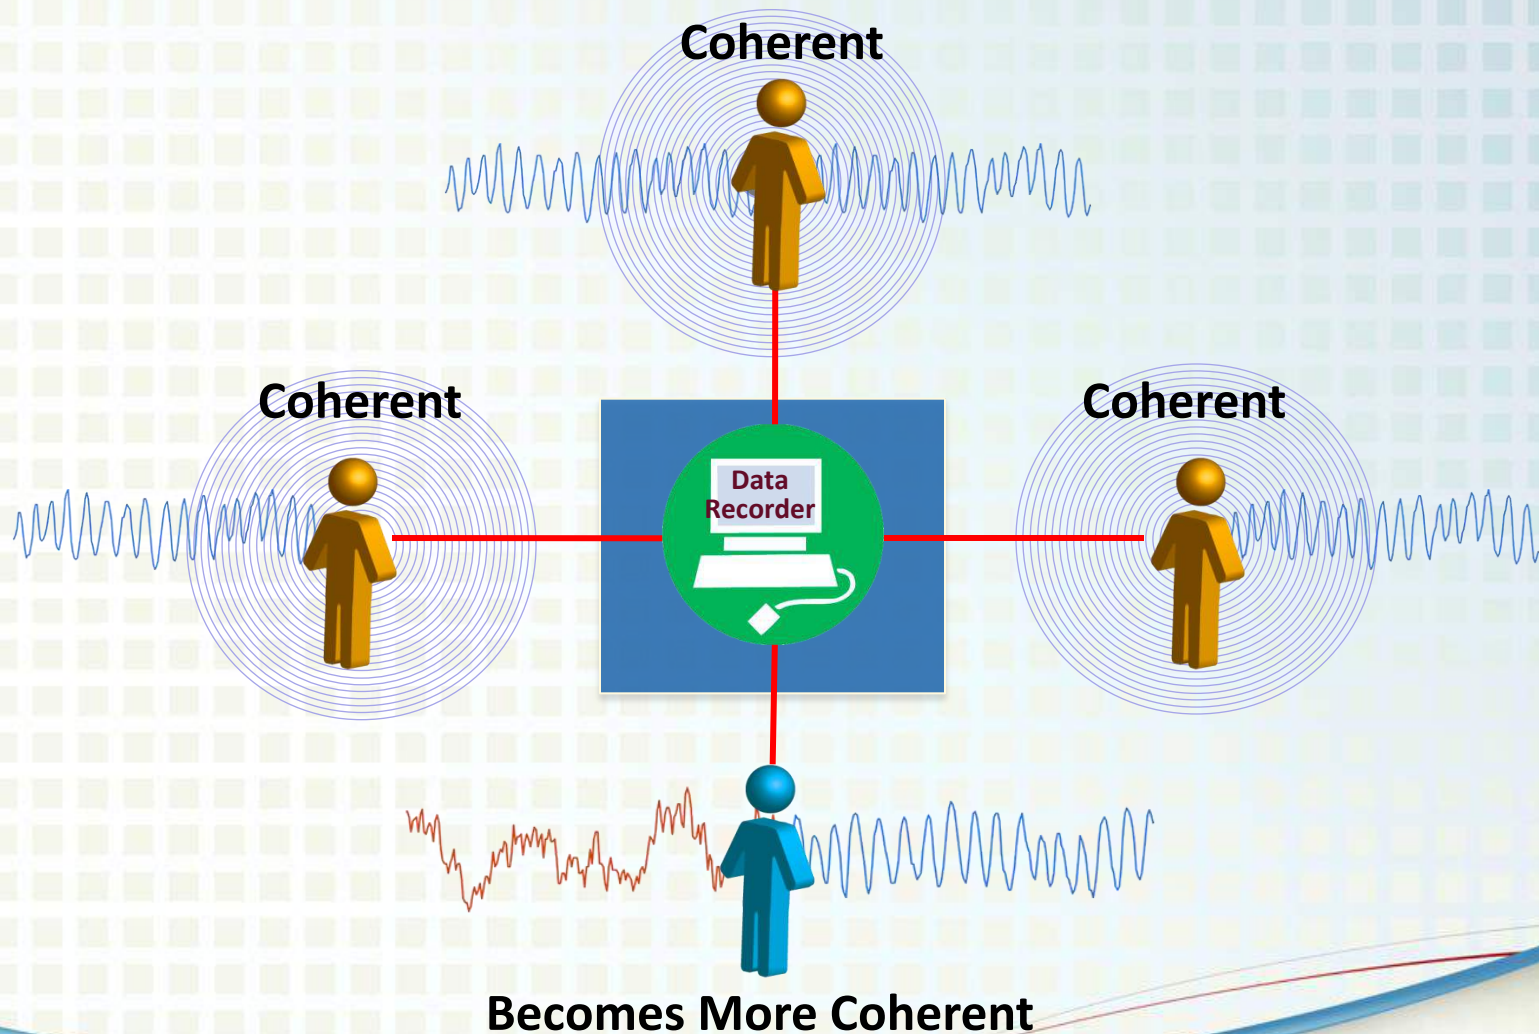 Coherent
Coherent
Coherent
Data
Recorder
Becomes More Coherent